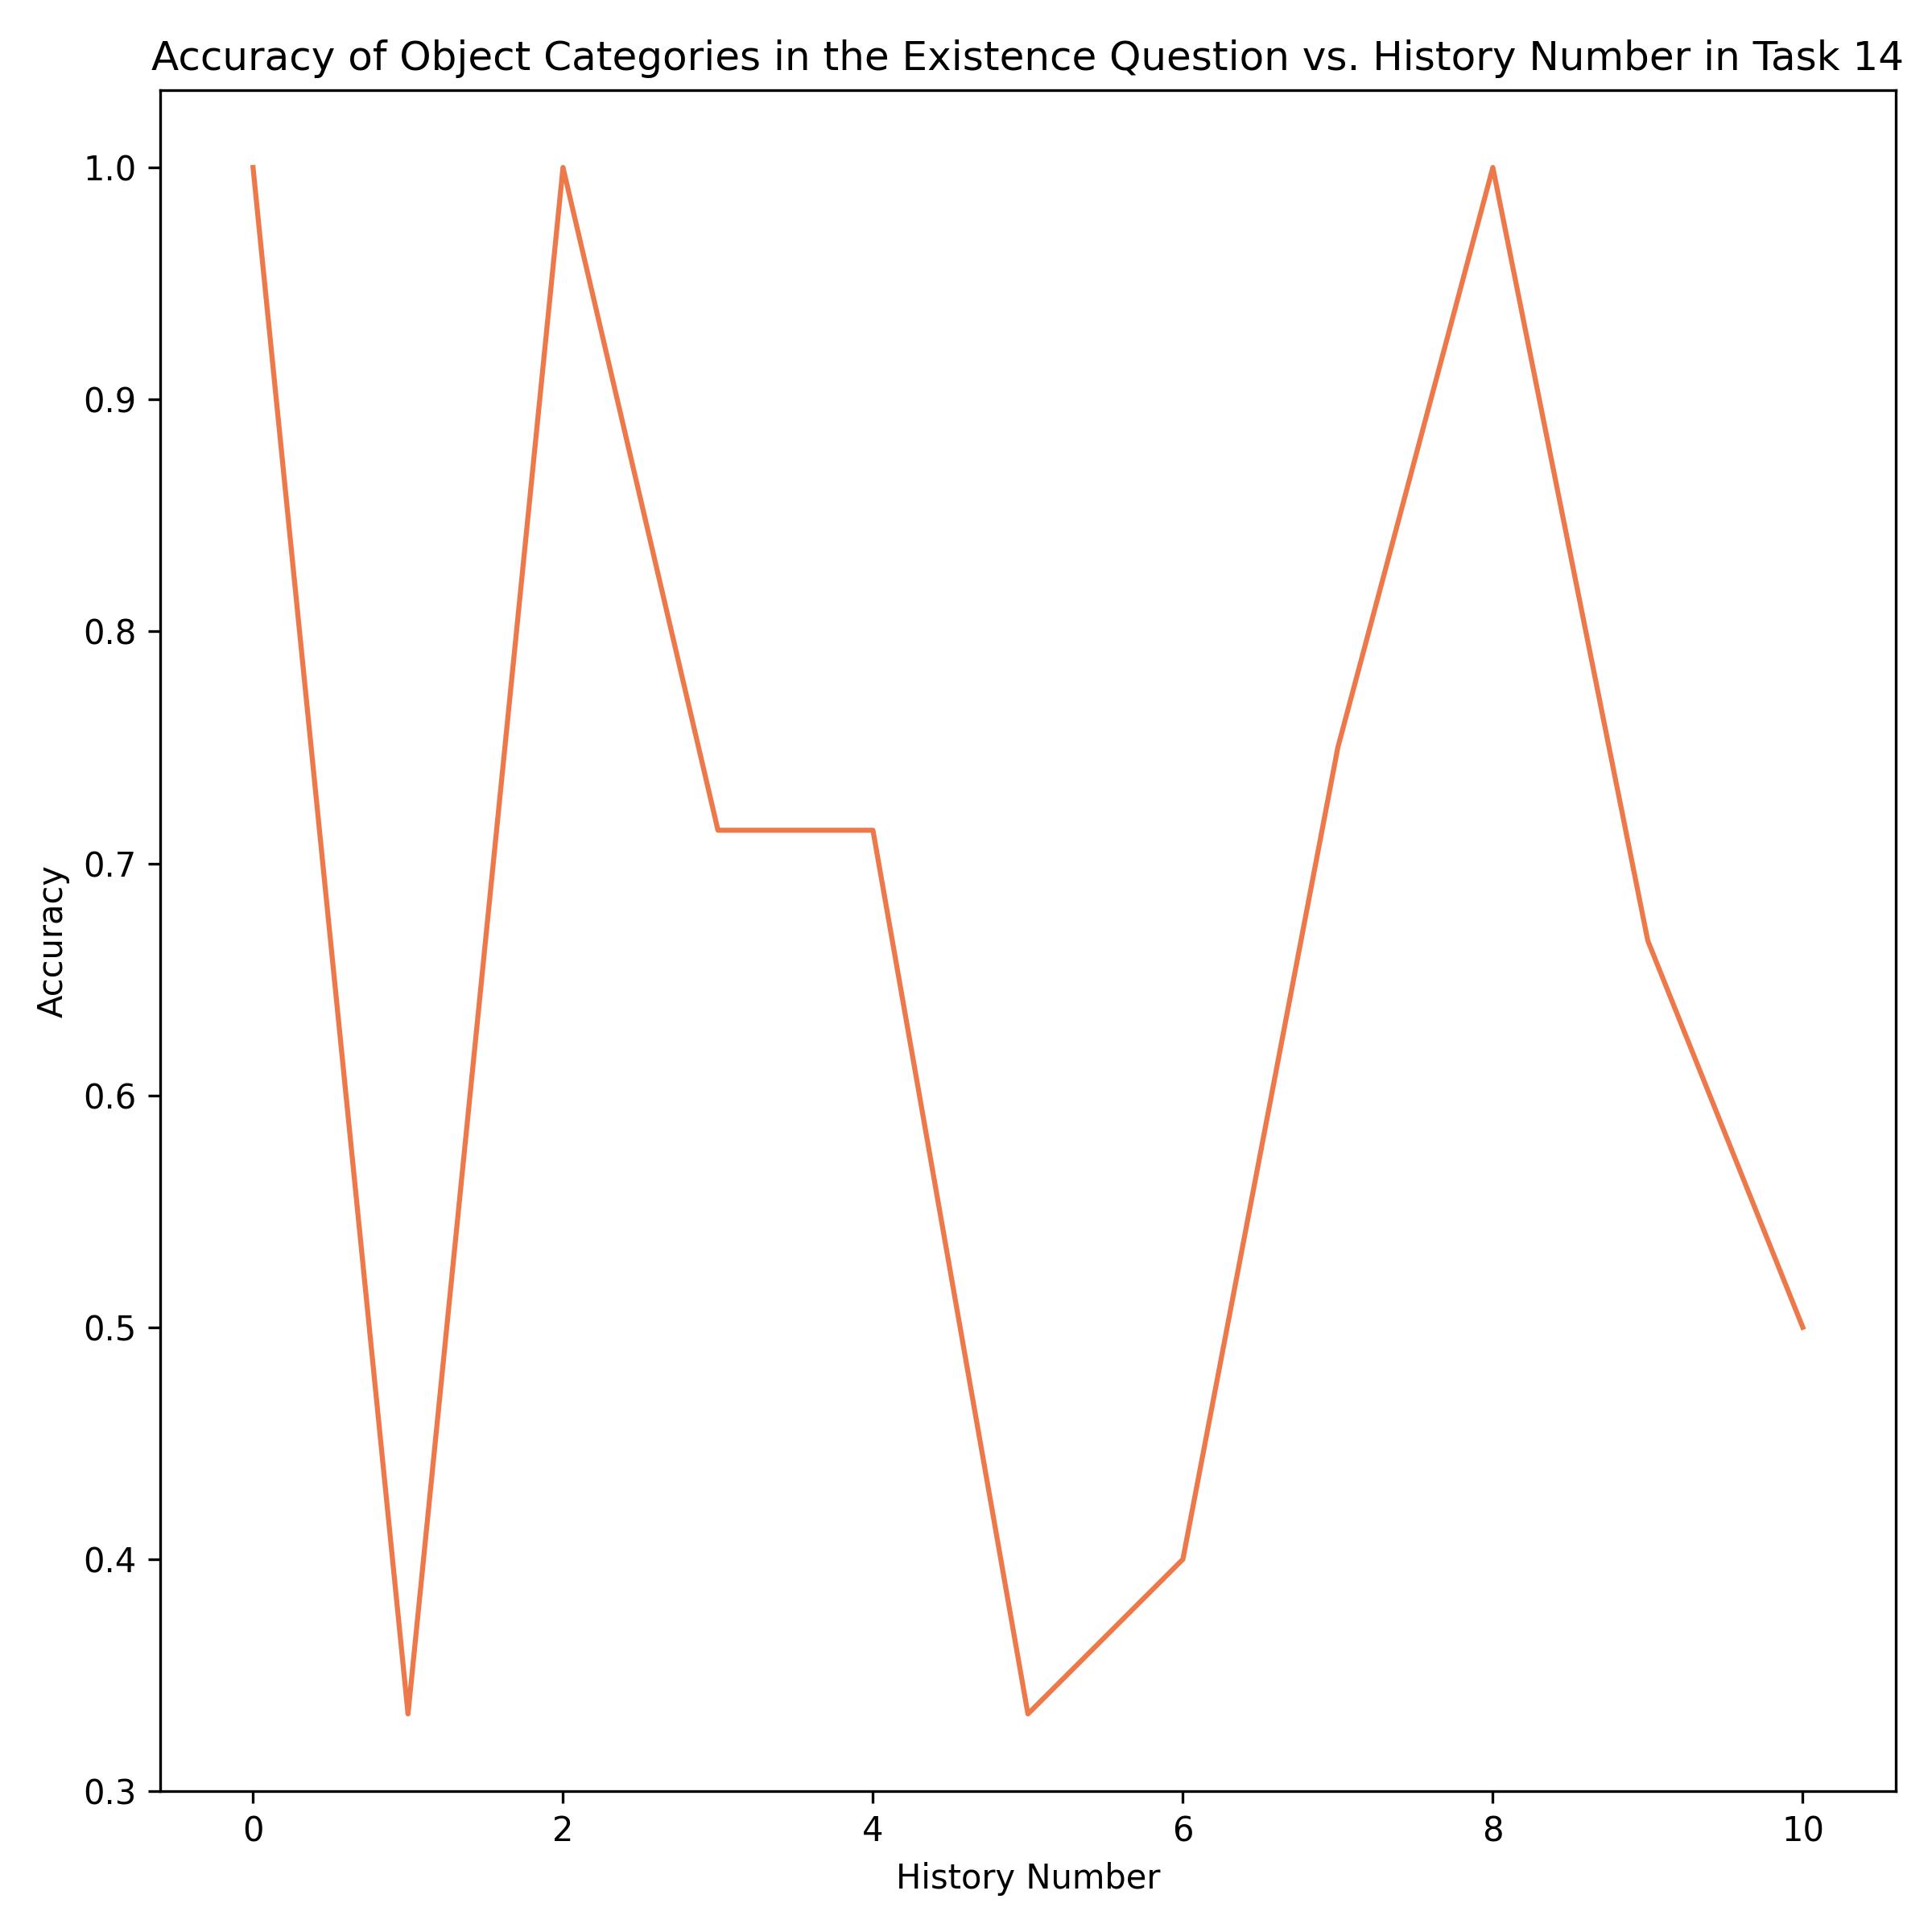 Accuracy of Object Categories in the Existence Question vs. History Number in Task 14
1.0
0.9
0.8
0.7
0.6
0.5
0.4
0.3
Accuracy
0 2 4 6 8 10
History Number